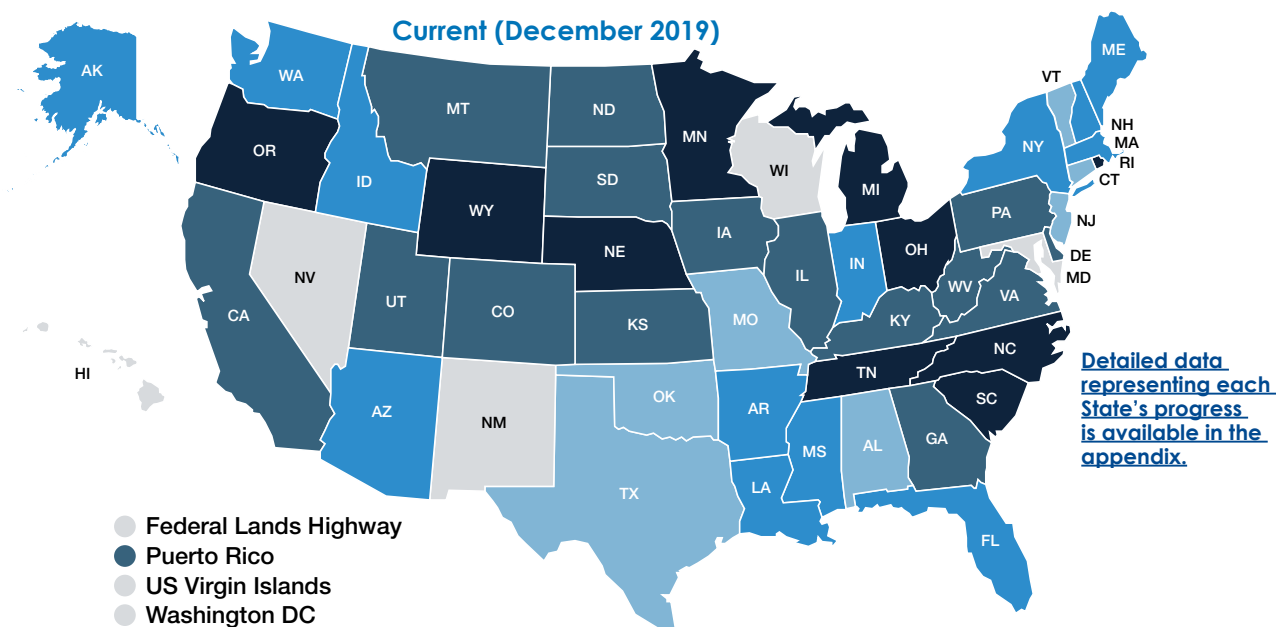 Current (December 2019)
AK
WA
MT
ND
MN
ME
VT
NH
MA
RI
CT
NY
OR
ID
SD
WI
MI
WY
PA
NJ
IA
NE
OH
DE
MD
NV
IN
IL
WV
VA
UT
CO
CA
KS
MO
KY
NC
HI
TN
SC
OK
AR
AZ
NM
MS
AL
GA
LA
TX
FL
Detailed data
representing each
State's progress
is available in the
appendix.
Federal Lands Highway
Puerto Rico
US Virgin Islands
Washington DC